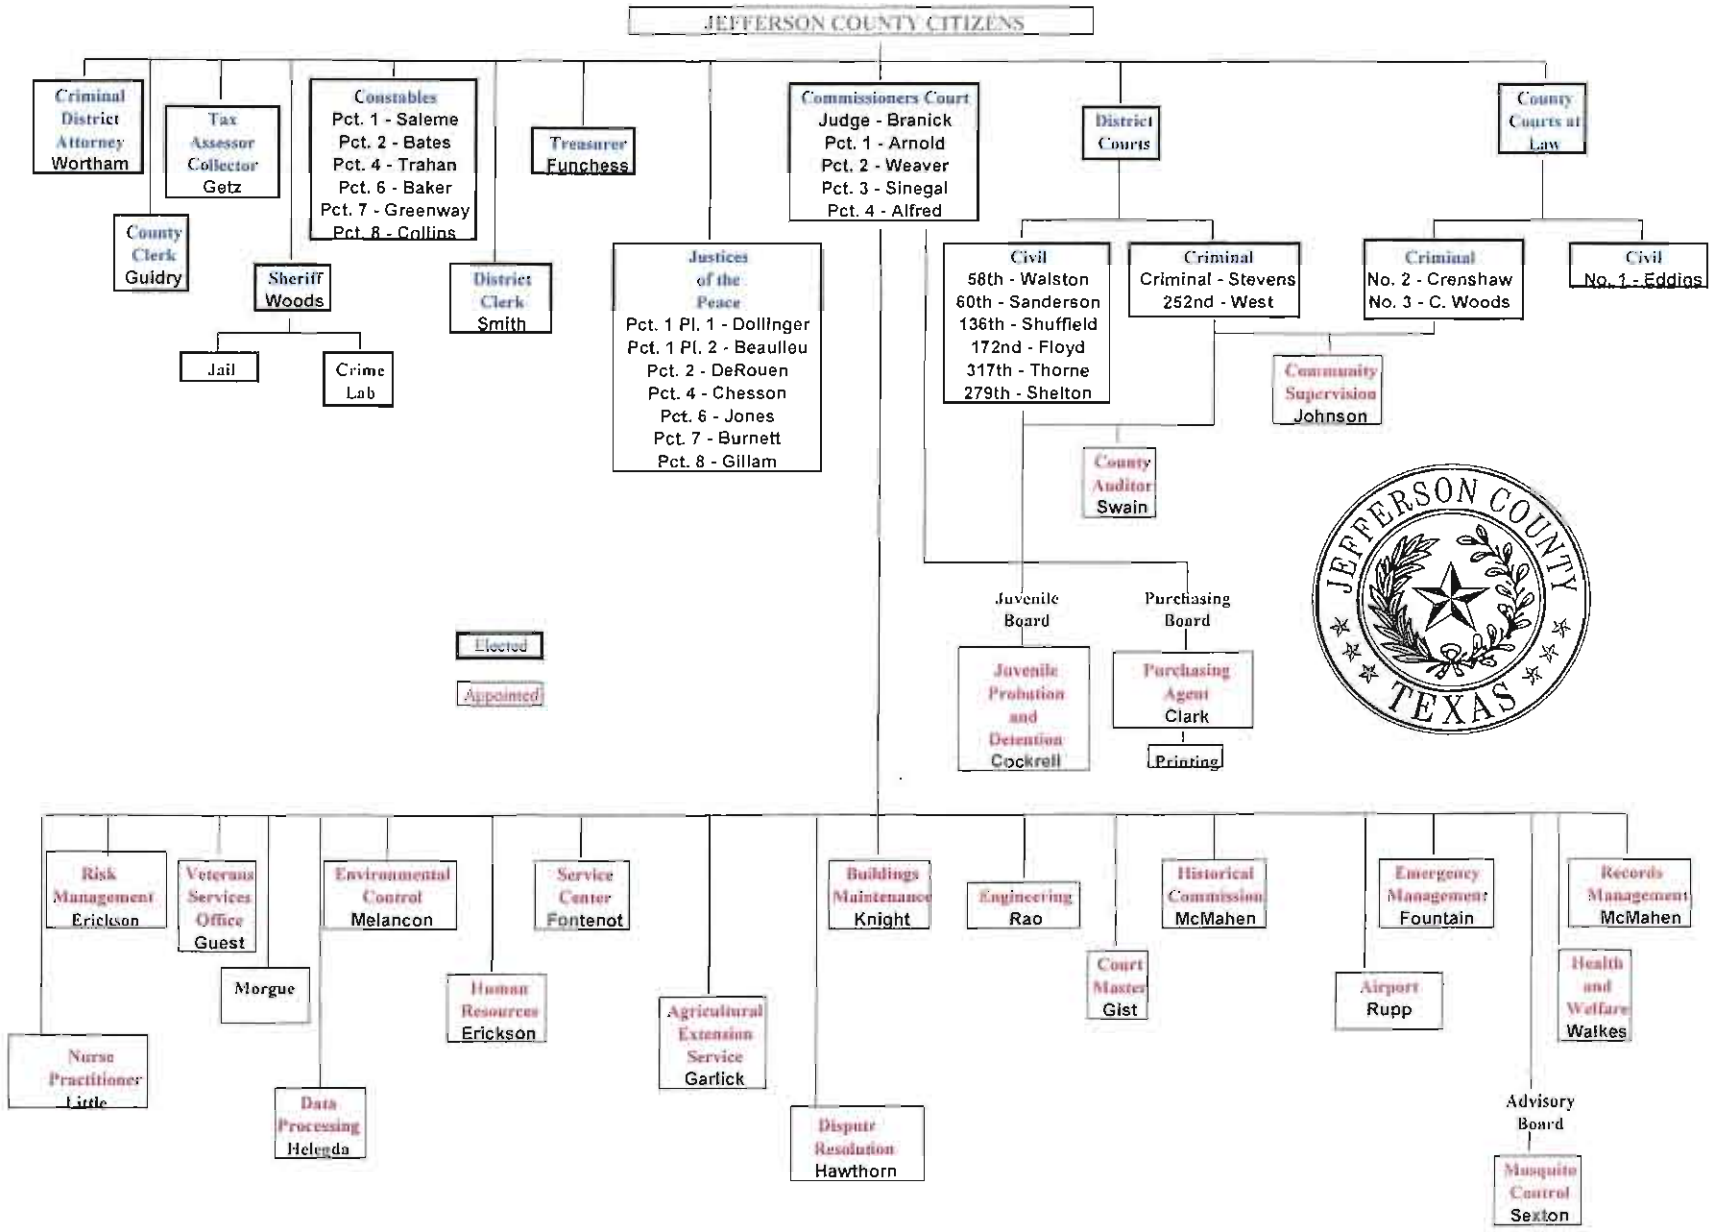 JEFFERSON COUNTY CITIZENS
Criminal
District
Attorney
Wortham
County
Clerk
Guidry
Tax
Assessor
Collector
Getz
Sheriff
Woods
Jail
Crime
Lab
Constables
Pct. 1 - Saleme
Pct. 2 - Bates
Pct. 4 - Trahan
Pct. 6 - Baker
Pct. 7 - Greenway
Pct. 8 - Collins
District
Clerk
Smith
Treasurer
Funchess
Justices
of the
Peace
Pct. 1 Pl. 1 - Dollinger
Pct. 1 Pl. 2 - Beaulieu
Pct. 2 - DeRouen
Pct. 4 - Chesson
Pct. 6 - Jones
Pct. 7 - Burnett
Pct. 8 - Gillam
Commissioners Court
Judge - Branick
Pct. 1 - Arnold
Pct. 2 - Weaver
Pct. 3 - Sinegal
Pct. 4 - Alfred
District
Courts
Civil
58th - Walston
60th - Sanderson
136th - Shuffield
172nd - Floyd
317th - Thorne
279th - Shelton
Criminal
Criminal - Stevens
252nd - West
County
Courts at
Law
Criminal
No. 2 - Crenshaw
No. 3 - C. Woods
Civil
No. 1 - Eddins
Community
Supervision
Johnson
County
Auditor
Swain
JEFFERSON COUNTY
TEXAS
Elected
Appointed
Juvenile
Board
Juvenile
Probation
and
Detention
Cockrell
Purchasing
Board
Purchasing
Agent
Clark
Printing
Risk
Management
Erickson
Veterans
Services
Office
Guest
Environmental
Control
Melancon
Service
Center
Fontenot
Buildings
Maintenance
Knight
Engineering
Rao
Historical
Commission
McMahen
Emergency
Management
Fountain
Records
Management
McMahen
Morgue
Human
Resources
Erickson
Agricultural
Extension
Service
Garlick
Court
Master
Gist
Airport
Rupp
Health
and
Welfare
Walkes
Nurse
Practitioner
Little
Data
Processing
Helegda
Dispute
Resolution
Hawthorn
Advisory
Board
Mosquito
Control
Sexton